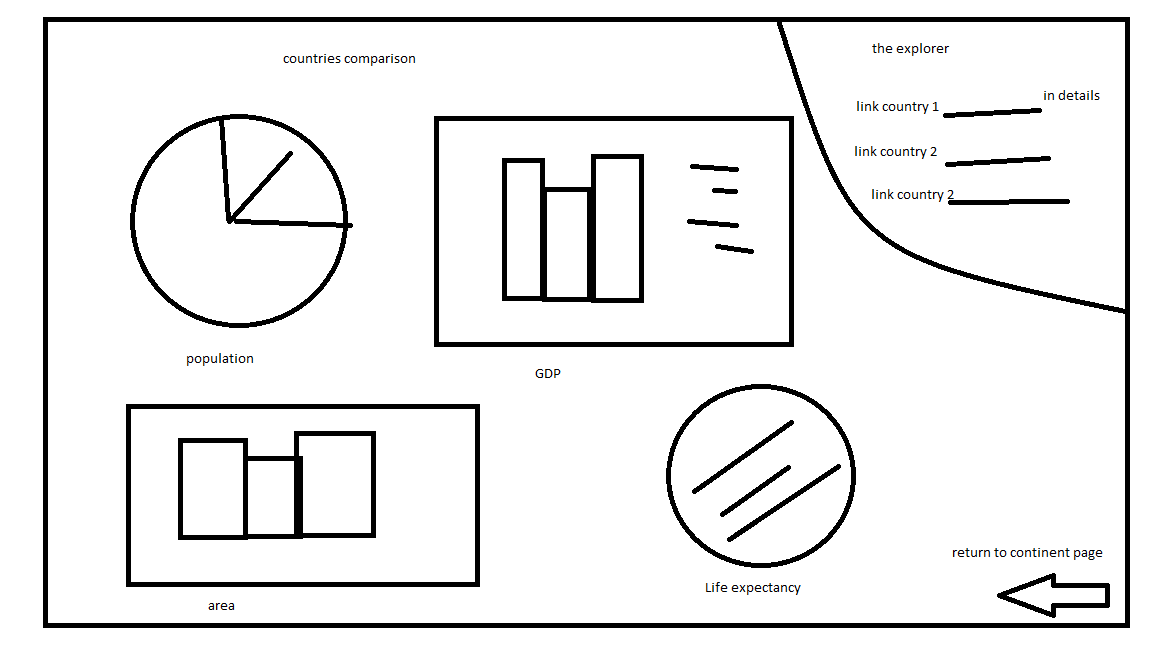 countries comparison
the explorer
link country 1
in details
link country 2
link country 2
population
GDP
area
Life expectancy
return to continent page